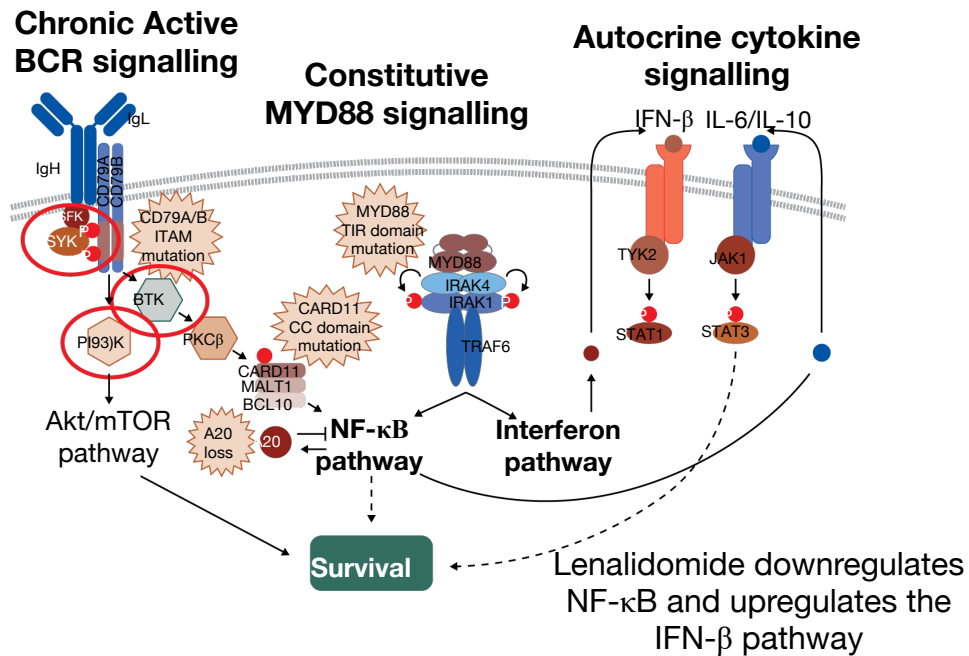 Chronic Active
BCR signalling
Constitutive
MYD88 signalling
Autocrine cytokine
signalling
IgL
IgH
CD79A
CD79B
SFK
SYK
P
P
CD79A/B
ITAM
mutation
BTK
PI93)K
PKCβ
CARD11
CC domain
mutation
CARD11
MALT1
BCL10
MYD88
TIR domain
mutation
MYD88
IRAK4
IRAK1
P
P
TRAF6
IFN-β
IL-6/IL-10
TYK2
JAK1
P
P
STAT1
STAT3
Akt/mTOR
pathway
A20
loss
A20
NF-κB
pathway
Interferon
pathway
Survival
Lenalidomide downregulates
NF-κB and upregulates the
IFN-β pathway